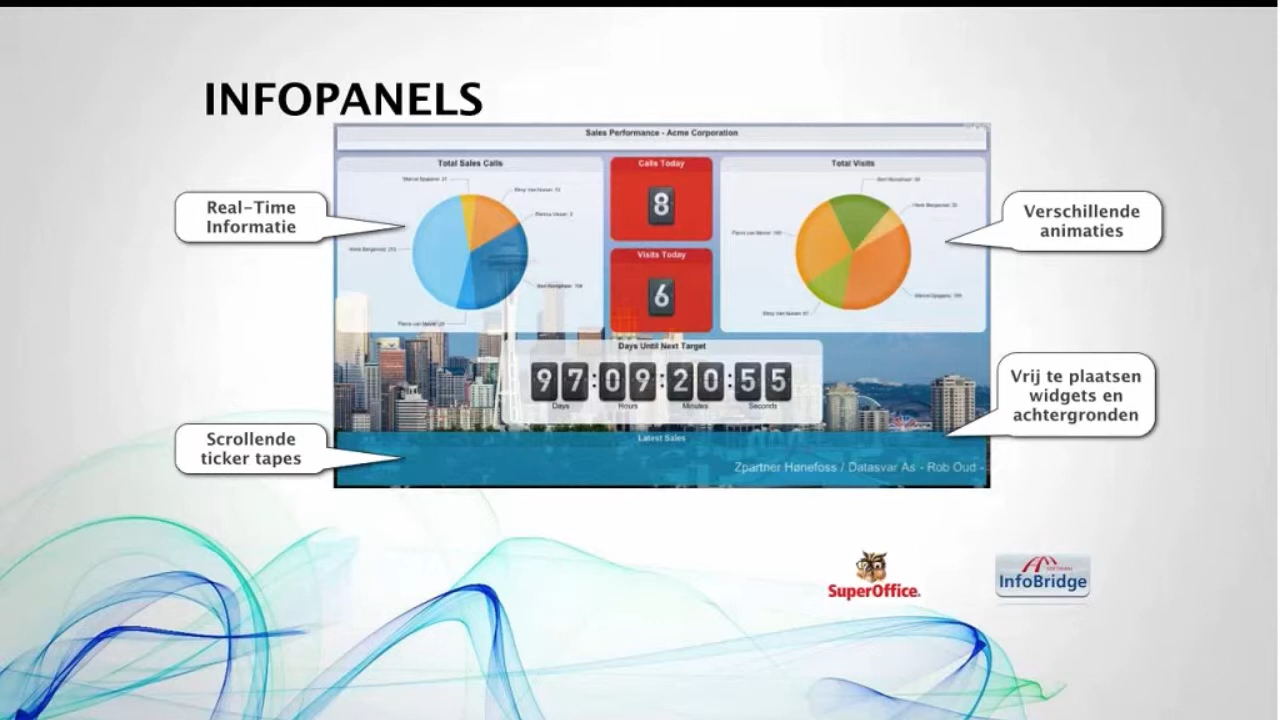 INFOPANELS
Sales Performance - Acme Corporation
Total Sales Calls
Calls Today
Total Visits
8
Real-Time
Informatie
Verschillende
animaties
Visits Today
6
Days Until Next Target
97:09:20:55
Days Hours Minutes Seconds
Vrij te plaatsen
widgets en
achtergronden
Latest Sales
Scrollende
ticker tapes
Zpartner Hønefoss / Datasvar As - Rob Oud -
SuperOffice.
InfoBridge